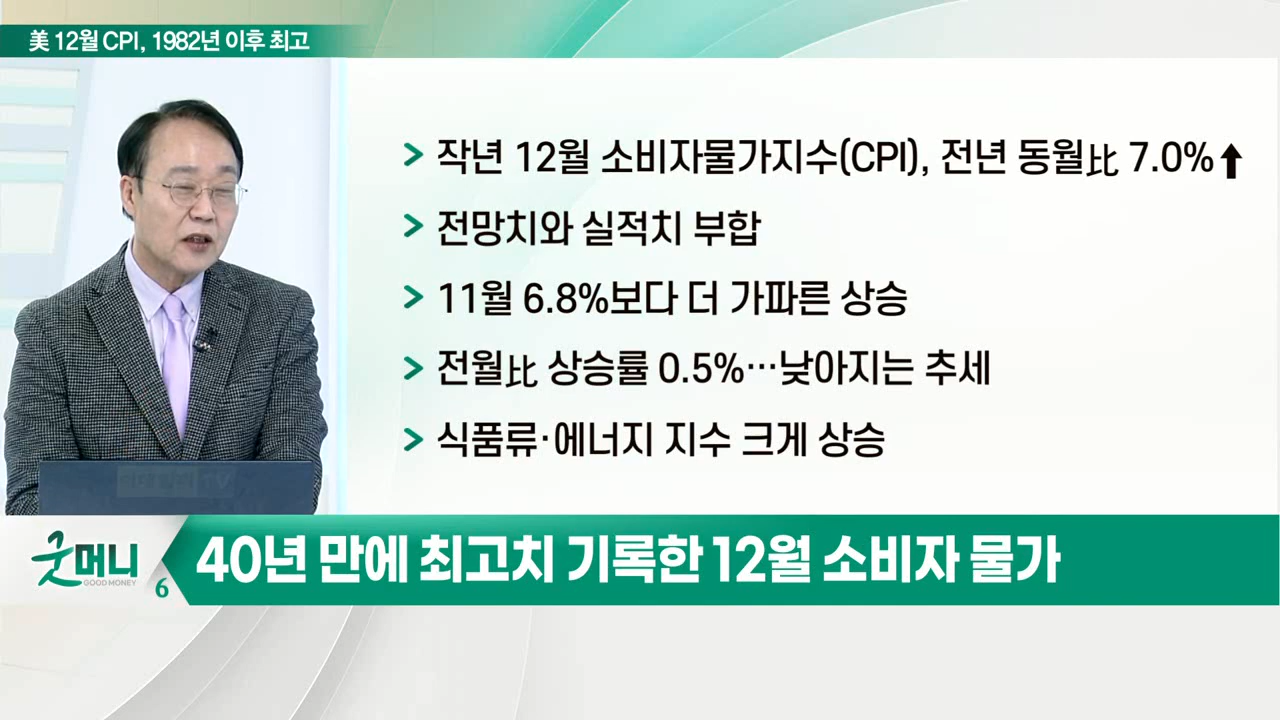 美 12월 CPI, 1982년 이후 최고
> 작년 12월 소비자물가지수(CPI), 전년 동월比 7.0%⬆
> 전망치와 실적치 부합
> 11월 6.8%보다 더 가파른 상승
> 전월比 상승률 0.5%…낮아지는 추세
> 식품류·에너지 지수 크게 상승
굿머니
GOOD MONEY
6
40년 만에 최고치 기록한 12월 소비자 물가